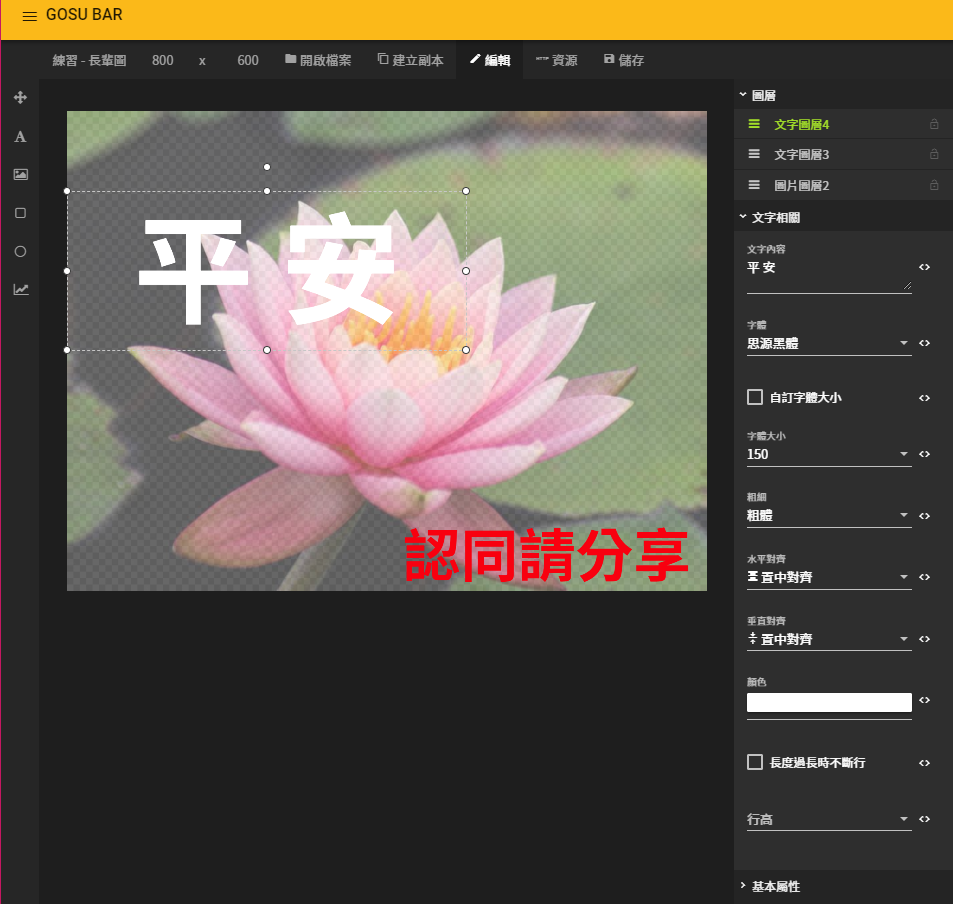 GOSU BAR
練習 - 長輩圖 800 x 600 開啟檔案 建立副本 編輯 HTTP 資源 儲存
圖層
文字圖層4
文字圖層3
圖片圖層2
文字相關
文字內容
平 安
字體
思源黑體
自訂字體大小
字體大小
150
粗細
粗體
水平對齊
置中對齊
垂直對齊
置中對齊
顏色
長度過長時不斷行
行高
基本屬性
A
平 安
認同請分享